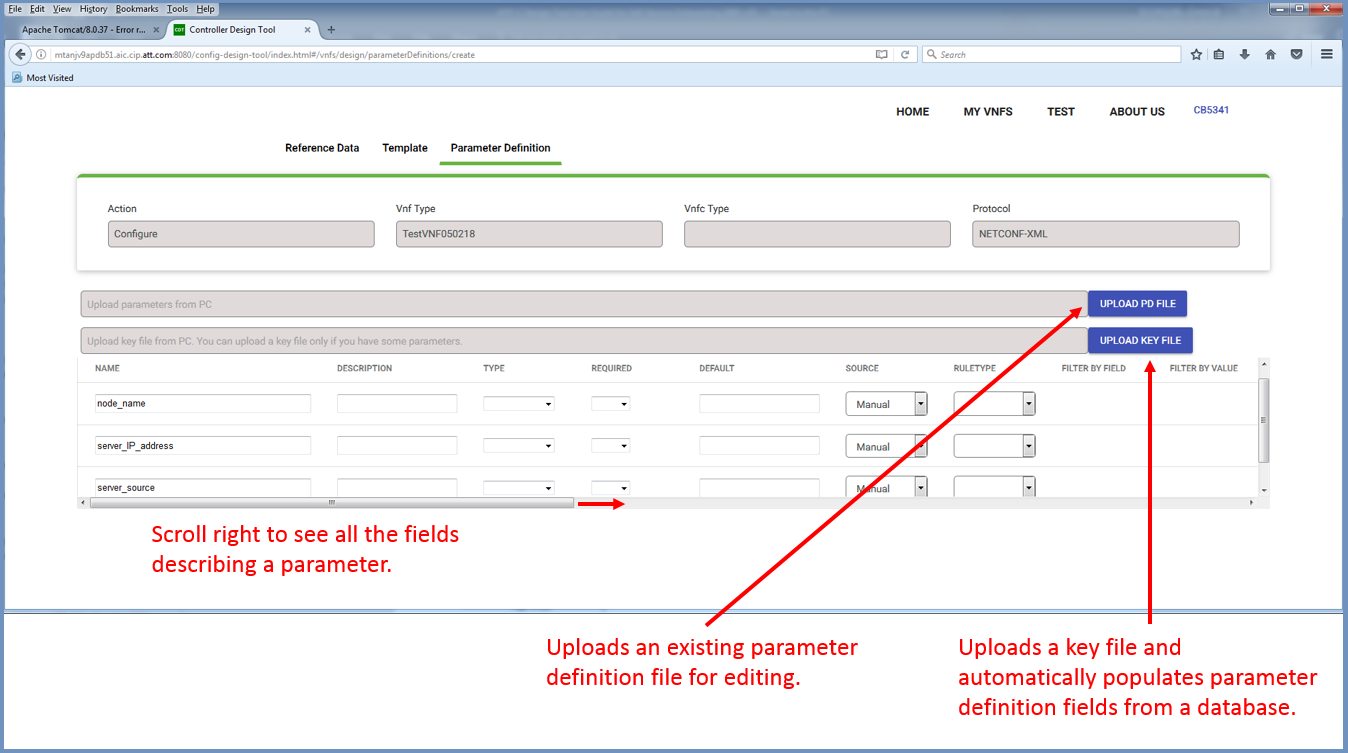 File Edit View History Bookmarks Tools Help
Apache Tomcat/8.0.37 - Error r... × CDT Controller Design Tool × +
mtanjv9apdb51.aic.cip.att.com:8080/config-design-tool/index.html#/vnfs/design/parameterDefinitions/create Search
Most Visited
HOME MY VNFS TEST ABOUT US CB5341
Reference Data Template Parameter Definition
Action Vnf Type Vnfc Type Protocol
Configure TestVNF050218 NETCONF-XML
Upload parameters from PC UPLOAD PD FILE
Upload key file from PC. You can upload a key file only if you have some parameters. UPLOAD KEY FILE
NAME DESCRIPTION TYPE REQUIRED DEFAULT SOURCE RULETYPE FILTER BY FIELD FILTER BY VALUE
node_name Manual
server_IP_address Manual
server_source Manual
Scroll right to see all the fields
describing a parameter.
Uploads an existing parameter
definition file for editing.
Uploads a key file and
automatically populates parameter
definition fields from a database.